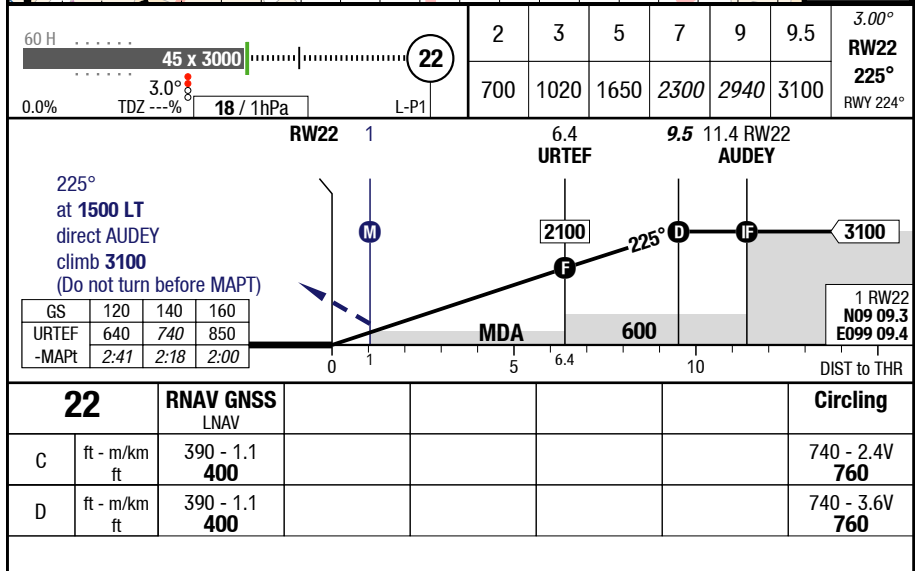 60 H
45 x 3000
22
3.0°
0.0%
TDZ ---%
18 / 1hPa
L-P1
2 3 5 7 9 9.5
700 1020 1650 2300 2940 3100
3.00°
RW22
225°
RWY 224°
RW22 1 6.4 9.5 11.4 RW22
URTEF AUDEY
225°
at 1500 LT
direct AUDEY
climb 3100
(Do not turn before MAPT)
M 2100 225° D IF 3100
F
GS 120 140 160
URTEF 640 740 850
-MAPt 2:41 2:18 2:00
MDA 600
1 RW22
N09 09.3
E099 09.4
0 1 5 6.4 10 DIST to THR
22 RNAV GNSS Circling
LNAV
C ft - m/km 390 - 1.1 740 - 2.4V
ft 400 760
D ft - m/km 390 - 1.1 740 - 3.6V
ft 400 760